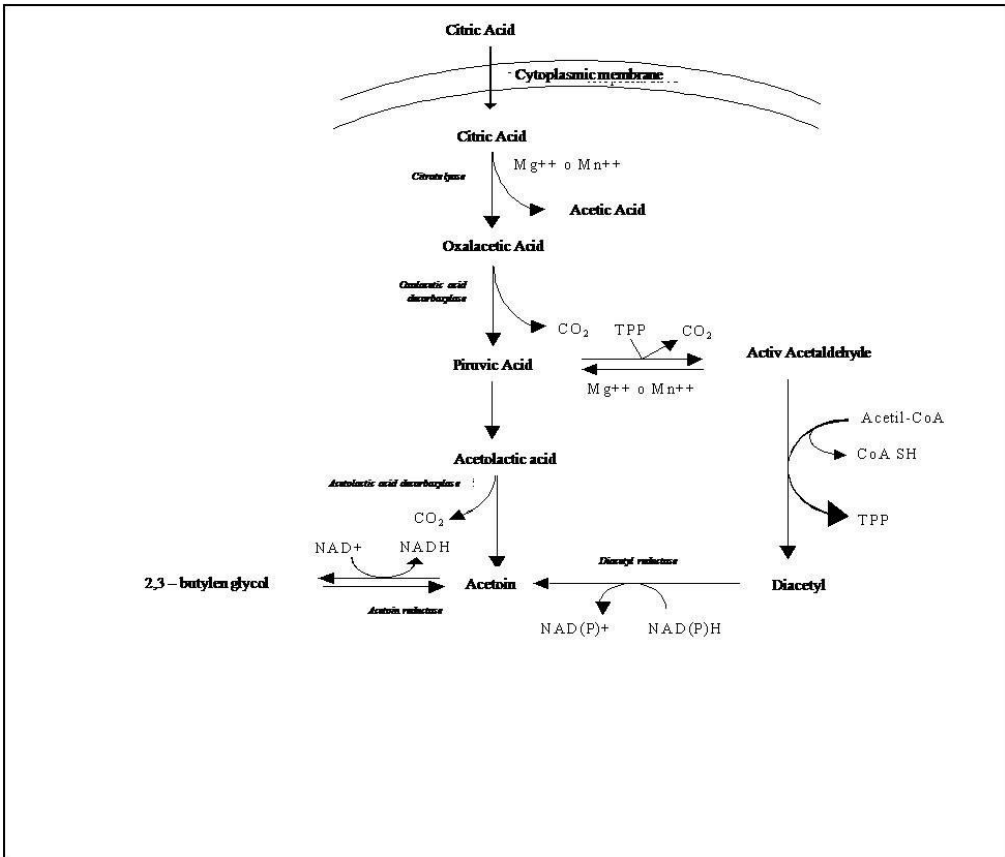 Citric Acid
Cytoplasmic membrane
Citric Acid
Mg++ o Mn++
Citrate lyase
Acetic Acid
Oxalacetic Acid
Oxalacetic acid
decarboxylase
CO2
TPP
CO2
Activ Acetaldehyde
Piruvic Acid
Mg++ o Mn++
Acetil-CoA
CoA SH
Acetolactic acid
Acetolactic acid decarboxylase
CO2
TPP
NAD+
NADH
Diacetyl reductase
2,3 – butylen glycol
Acetoin
Diacetyl
Acetoin reductase
NAD(P)+
NAD(P)H